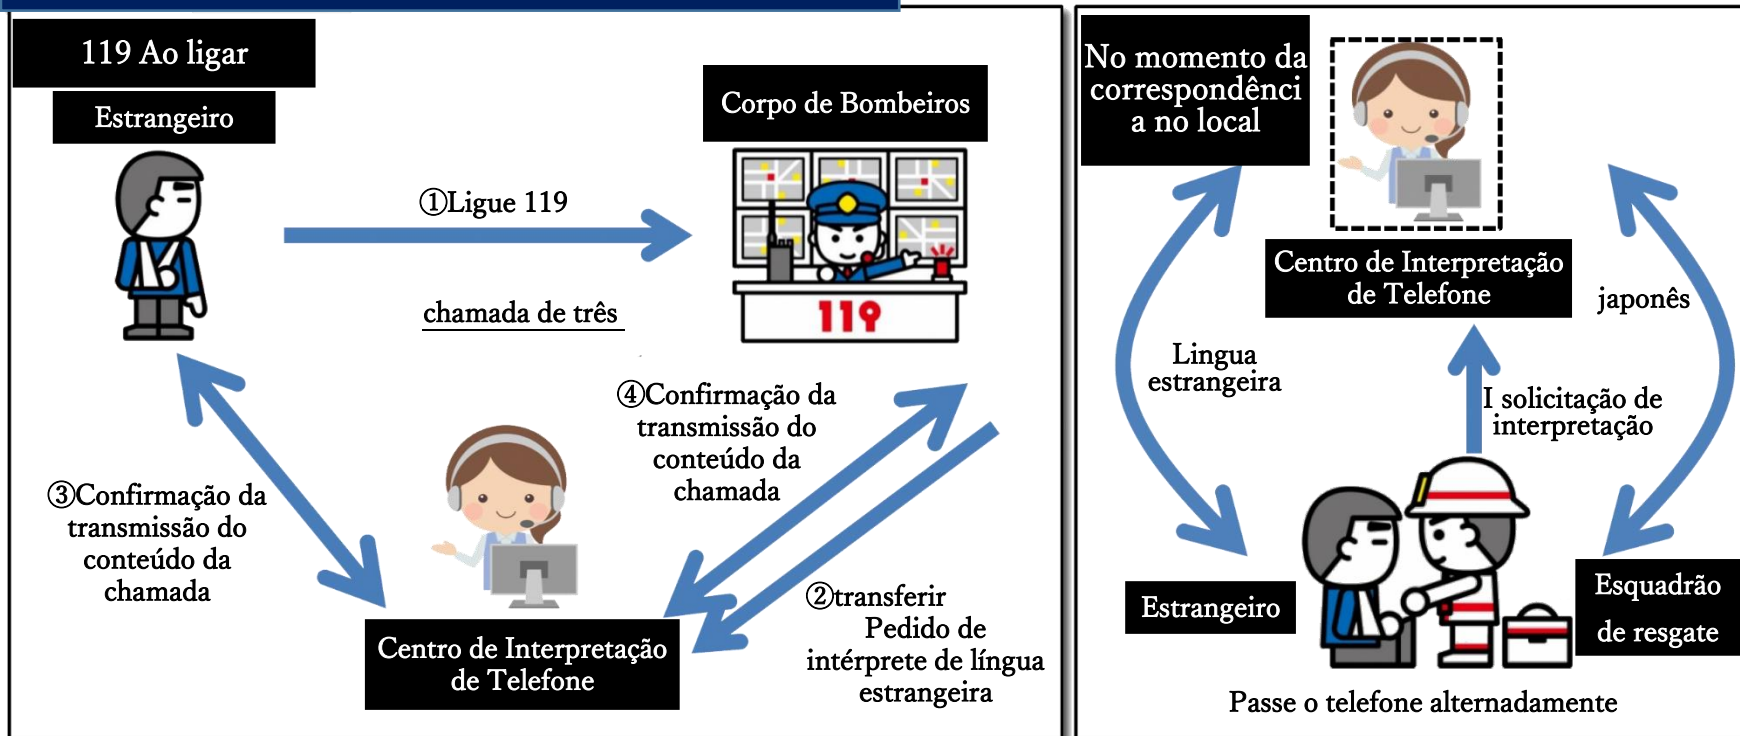 119 Ao ligar
Estrangeiro
Corpo de Bombeiros
①Ligue 119
119
chamada de três
④Confirmação da
transmissão do
conteúdo da
chamada
③Confirmação da
transmissão do
conteúdo da
chamada
②transferir
Pedido de
intérprete de língua
estrangeira
Centro de Interpretação
de Telefone
No momento da
correspondênci
a no local
Centro de Interpretação
de Telefone
japonês
Lingua
estrangeira
I solicitação de
interpretação
Estrangeiro
Esquadrão
de resgate
Passe o telefone alternadamente